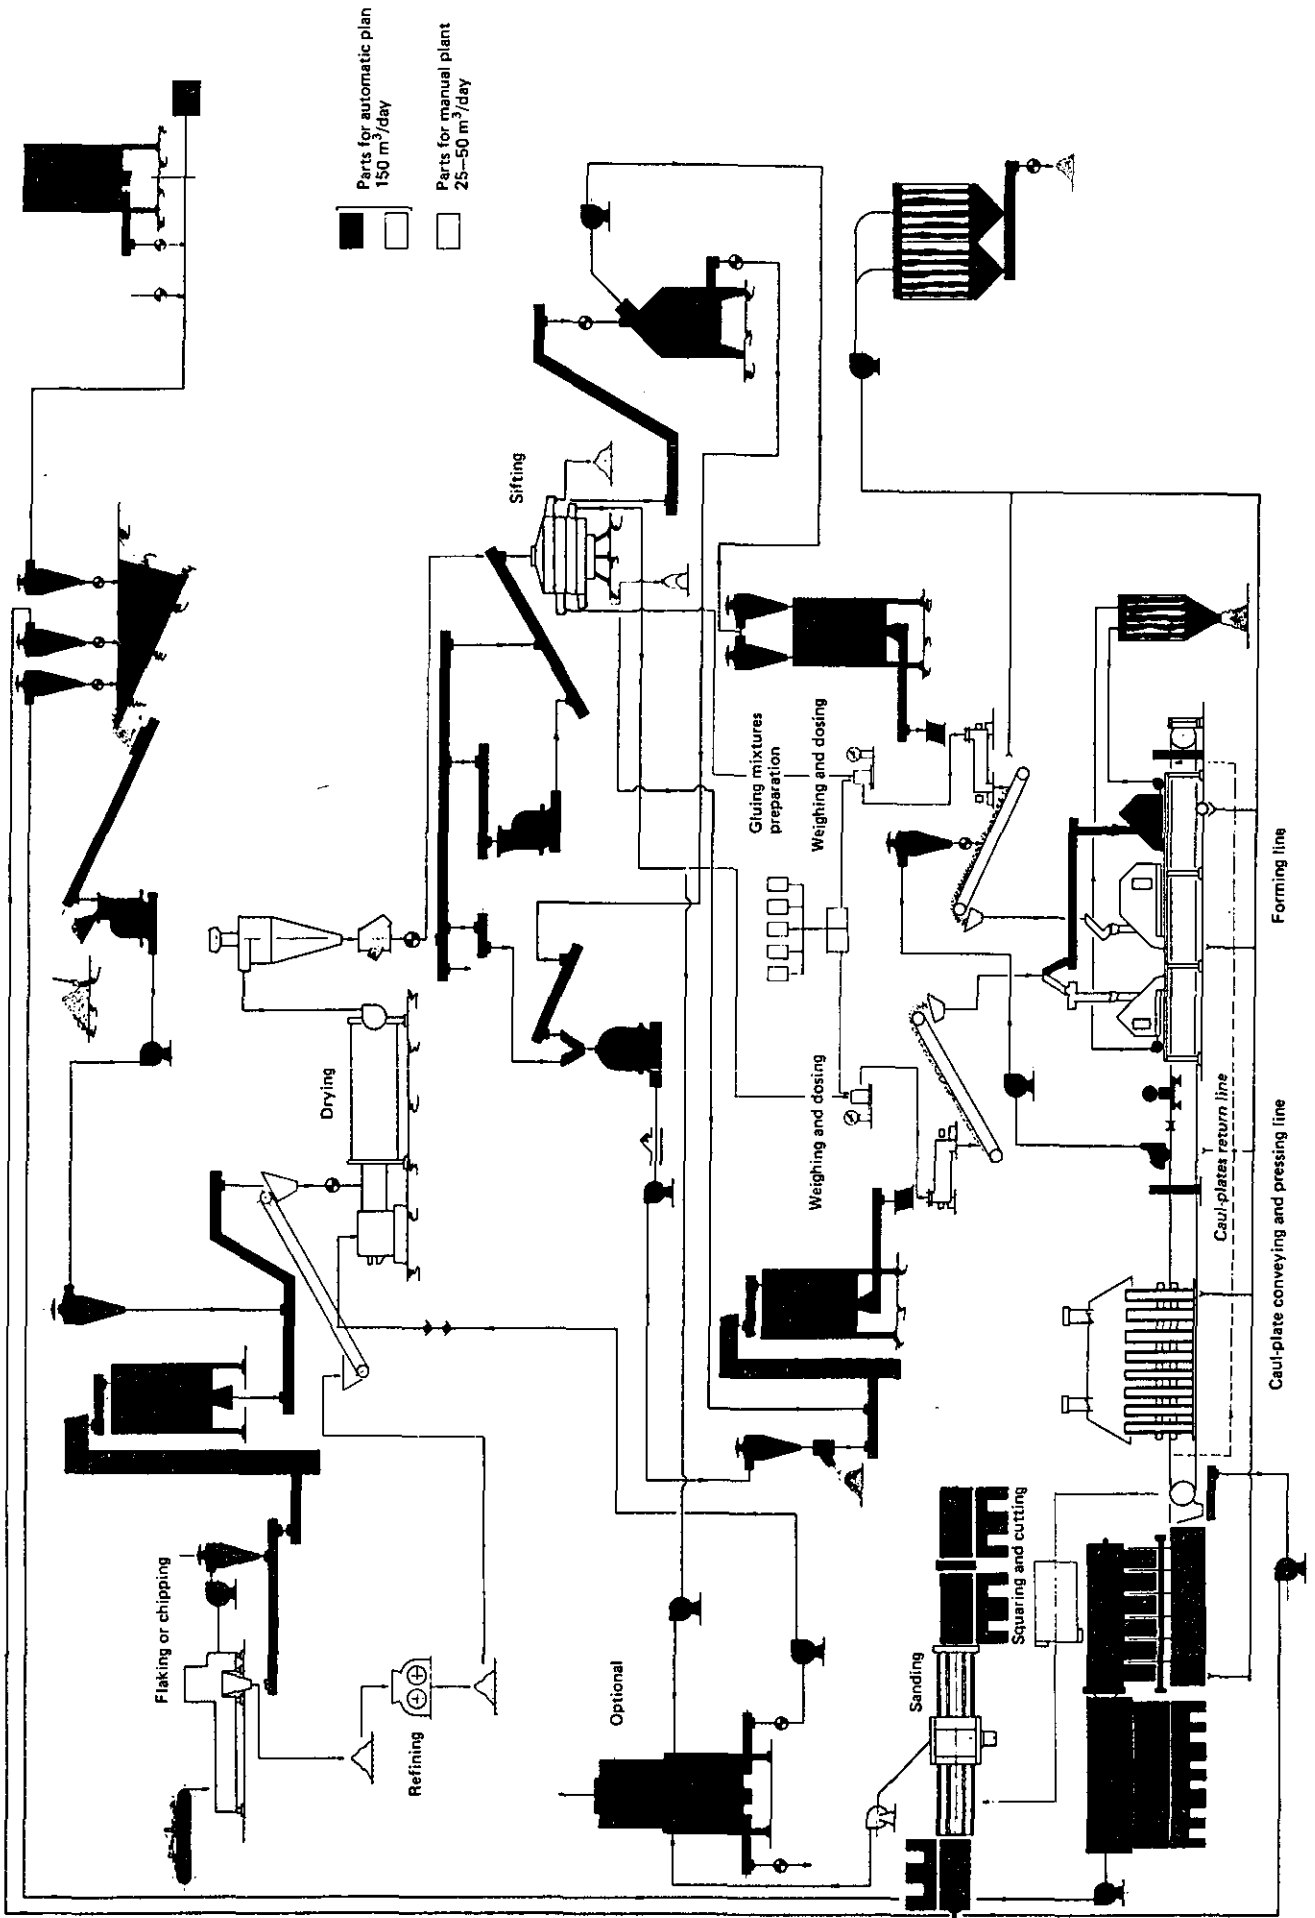 Parts for automatic plan
150 m³/day
Parts for manual plant
25–50 m³/day
Flaking or chipping
Refining
Drying
Sifting
Optional
Gluing mixtures
preparation
Weighing and dosing
Weighing and dosing
Sanding
Squaring and cutting
Caul-plates return line
Caul-plate conveying and pressing line
Forming line